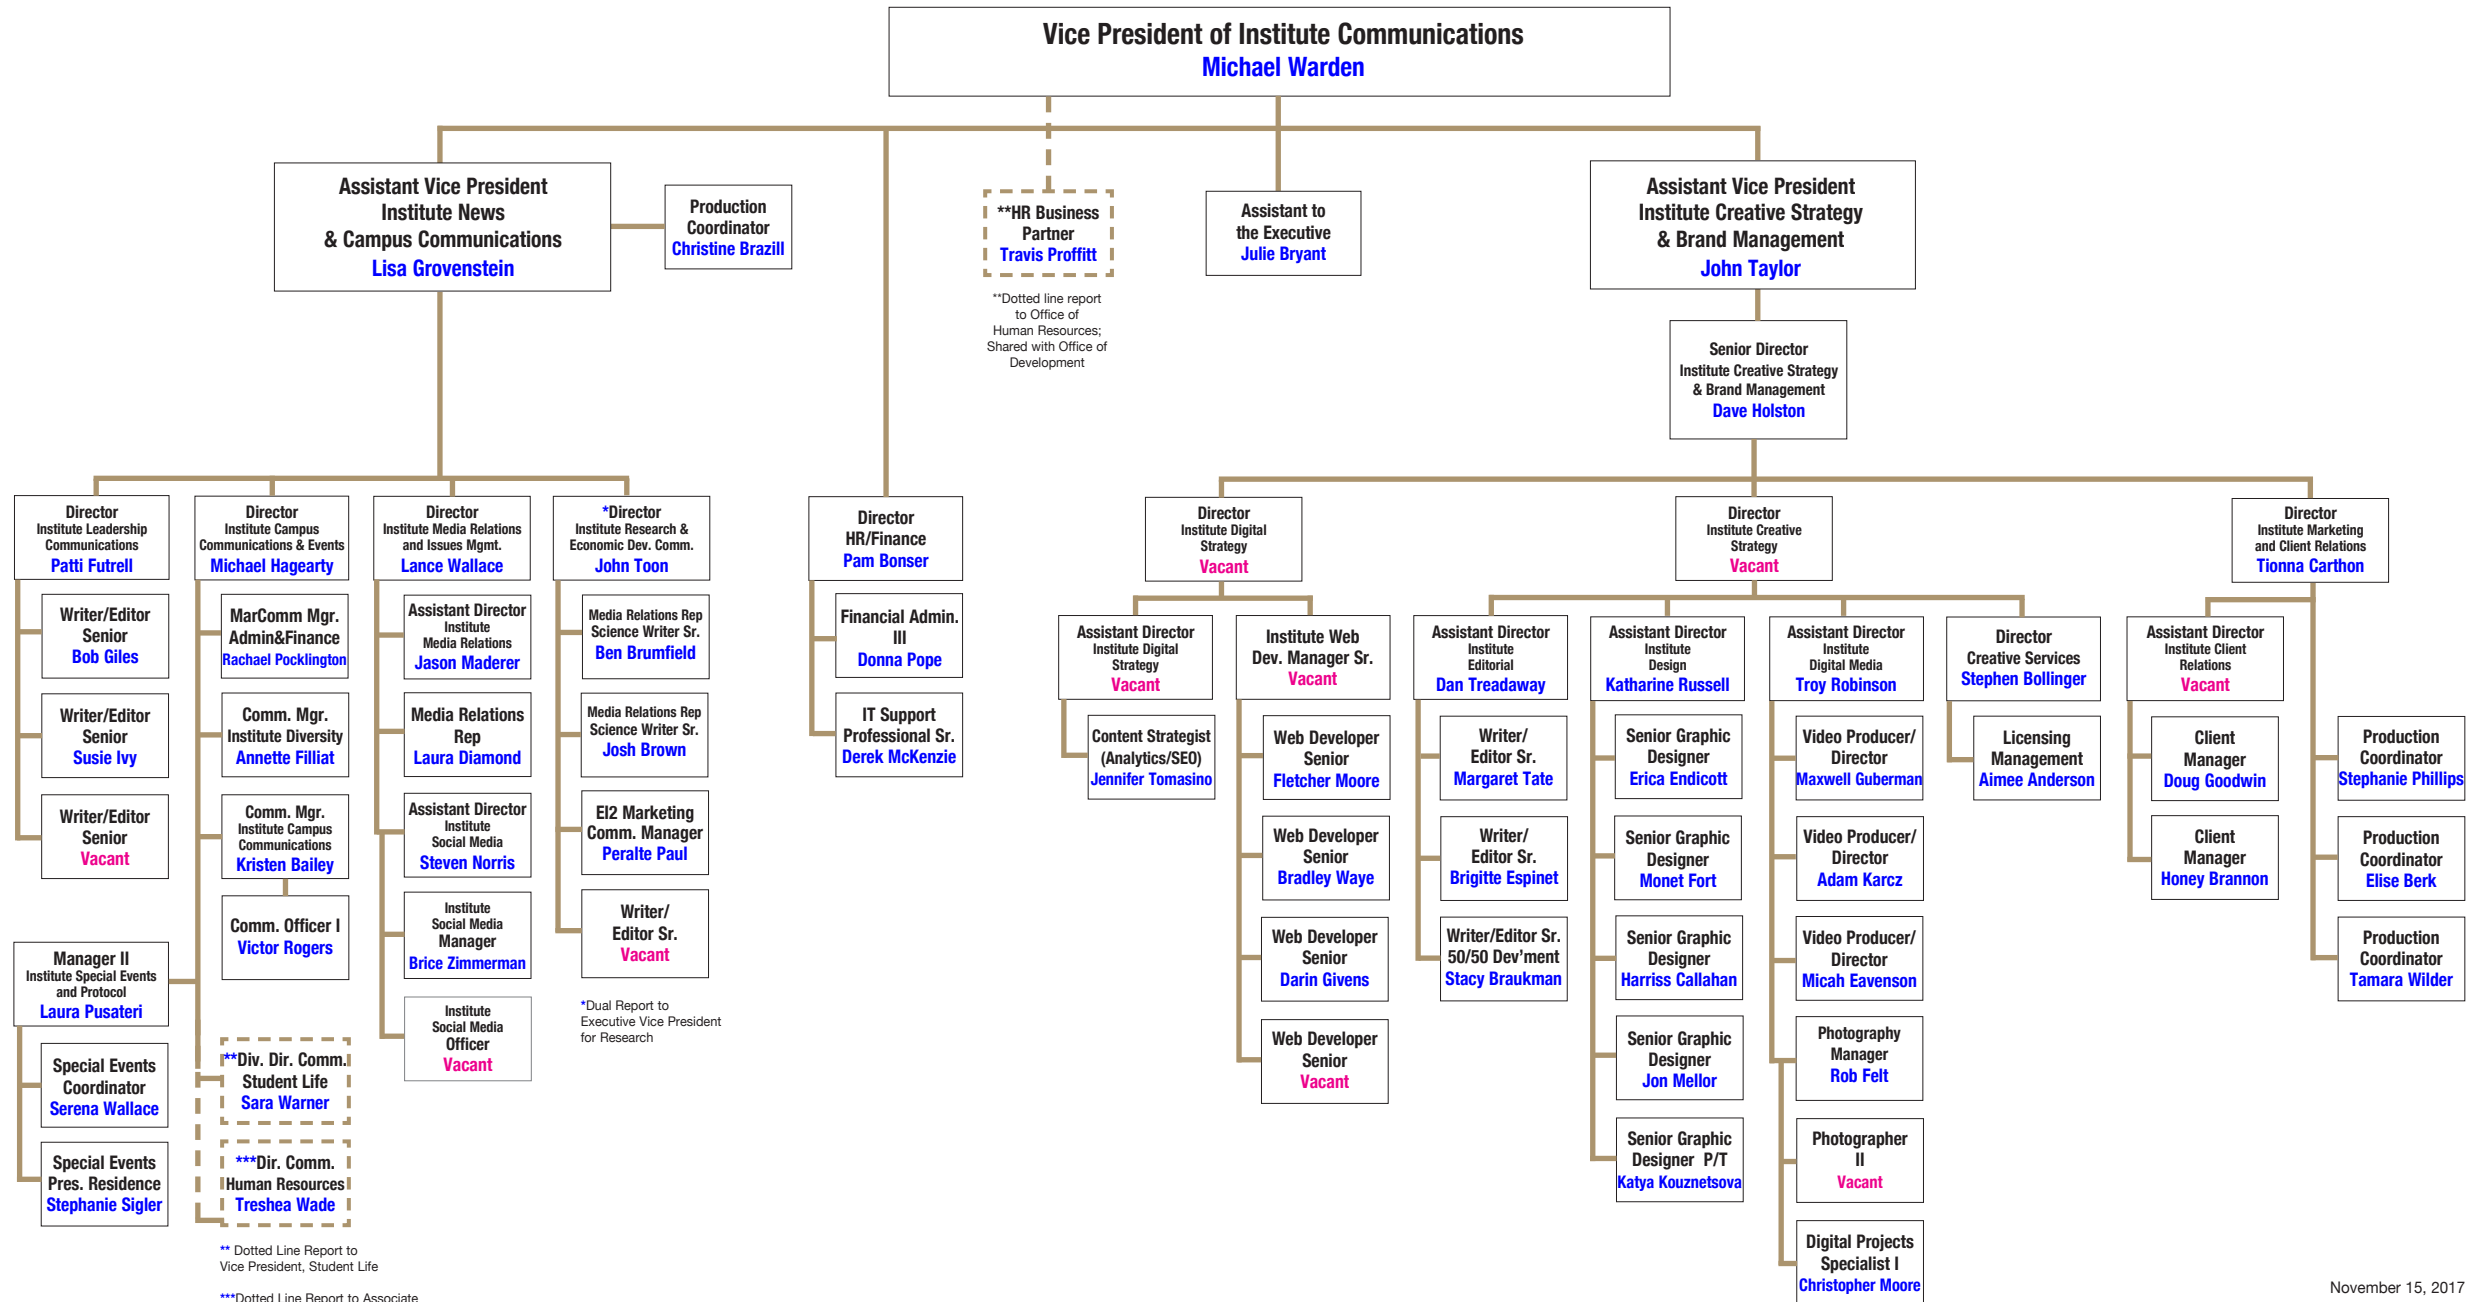 Vice President of Institute Communications
Michael Warden
Assistant Vice President
Institute News
& Campus Communications
Lisa Grovenstein
Production
Coordinator
Christine Brazill
**HR Business
Partner
Travis Proffitt
**Dotted line report
to Office of
Human Resources;
Shared with Office of
Development
Assistant to
the Executive
Julie Bryant
Assistant Vice President
Institute Creative Strategy
& Brand Management
John Taylor
Senior Director
Institute Creative Strategy
& Brand Management
Dave Holston
Director
Institute Leadership
Communications
Patti Futrell
Writer/Editor
Senior
Bob Giles
Writer/Editor
Senior
Susie Ivy
Writer/Editor
Senior
Vacant
Director
Institute Campus
Communications & Events
Michael Hagearty
MarComm Mgr.
Admin&Finance
Rachael Pocklington
Comm. Mgr.
Institute Diversity
Annette Filliat
Comm. Mgr.
Institute Campus
Communications
Kristen Bailey
Comm. Officer I
Victor Rogers
Manager II
Institute Special Events
and Protocol
Laura Pusateri
Special Events
Coordinator
Serena Wallace
Special Events
Pres. Residence
Stephanie Sigler
**Div. Dir. Comm.
Student Life
Sara Warner
***Dir. Comm.
Human Resources
Treshea Wade
** Dotted Line Report to
Vice President, Student Life
***Dotted Line Report to Associate
Director
Institute Media Relations
and Issues Mgmt.
Lance Wallace
Assistant Director
Institute
Media Relations
Jason Maderer
Media Relations
Rep
Laura Diamond
Assistant Director
Institute
Social Media
Steven Norris
Institute
Social Media
Manager
Brice Zimmerman
Institute
Social Media
Officer
Vacant
*Director
Institute Research &
Economic Dev. Comm.
John Toon
Media Relations Rep
Science Writer Sr.
Ben Brumfield
Media Relations Rep
Science Writer Sr.
Josh Brown
EI2 Marketing
Comm. Manager
Peralte Paul
Writer/
Editor Sr.
Vacant
*Dual Report to
Executive Vice President
for Research
Director
HR/Finance
Pam Bonser
Financial Admin.
III
Donna Pope
IT Support
Professional Sr.
Derek McKenzie
Director
Institute Digital
Strategy
Vacant
Assistant Director
Institute Digital
Strategy
Vacant
Content Strategist
(Analytics/SEO)
Jennifer Tomasino
Institute Web
Dev. Manager Sr.
Vacant
Web Developer
Senior
Fletcher Moore
Web Developer
Senior
Bradley Waye
Web Developer
Senior
Darin Givens
Web Developer
Senior
Vacant
Director
Institute Creative
Strategy
Vacant
Assistant Director
Institute
Editorial
Dan Treadaway
Writer/
Editor Sr.
Margaret Tate
Writer/
Editor Sr.
Brigitte Espinet
Writer/Editor Sr.
50/50 Dev'ment
Stacy Braukman
Assistant Director
Institute
Design
Katharine Russell
Senior Graphic
Designer
Erica Endicott
Senior Graphic
Designer
Monet Fort
Senior Graphic
Designer
Harriss Callahan
Senior Graphic
Designer
Jon Mellor
Senior Graphic
Designer P/T
Katya Kouznetsova
Assistant Director
Institute
Digital Media
Troy Robinson
Video Producer/
Director
Maxwell Guberman
Video Producer/
Director
Adam Karcz
Video Producer/
Director
Micah Eavenson
Photography
Manager
Rob Felt
Photographer
II
Vacant
Digital Projects
Specialist I
Christopher Moore
Director
Creative Services
Stephen Bollinger
Licensing
Management
Aimee Anderson
Director
Institute Marketing
and Client Relations
Tionna Carthon
Assistant Director
Institute Client
Relations
Vacant
Client
Manager
Doug Goodwin
Client
Manager
Honey Brannon
Production
Coordinator
Stephanie Phillips
Production
Coordinator
Elise Berk
Production
Coordinator
Tamara Wilder
November 15, 2017